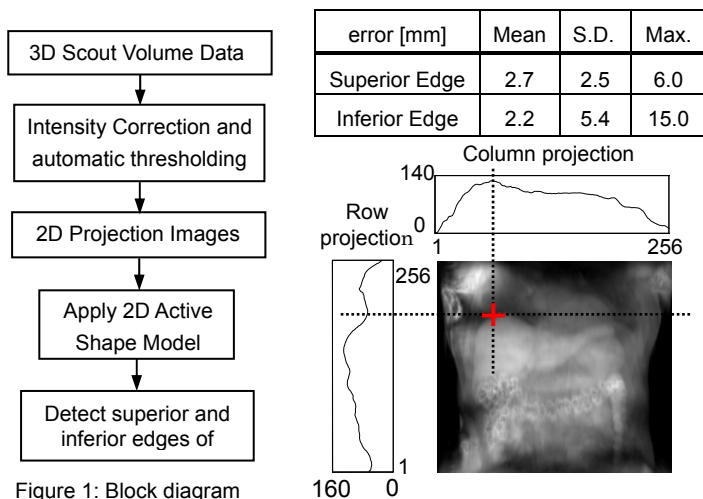 3D Scout Volume Data
Intensity Correction and
automatic thresholding
2D Projection Images
Apply 2D Active
Shape Model
Detect superior and
inferior edges of
Figure 1: Block diagram
error [mm] Mean S.D. Max.
Superior Edge 2.7 2.5 6.0
Inferior Edge 2.2 5.4 15.0
Column projection
140
0
1 256
Row
projection
256
1
160 0